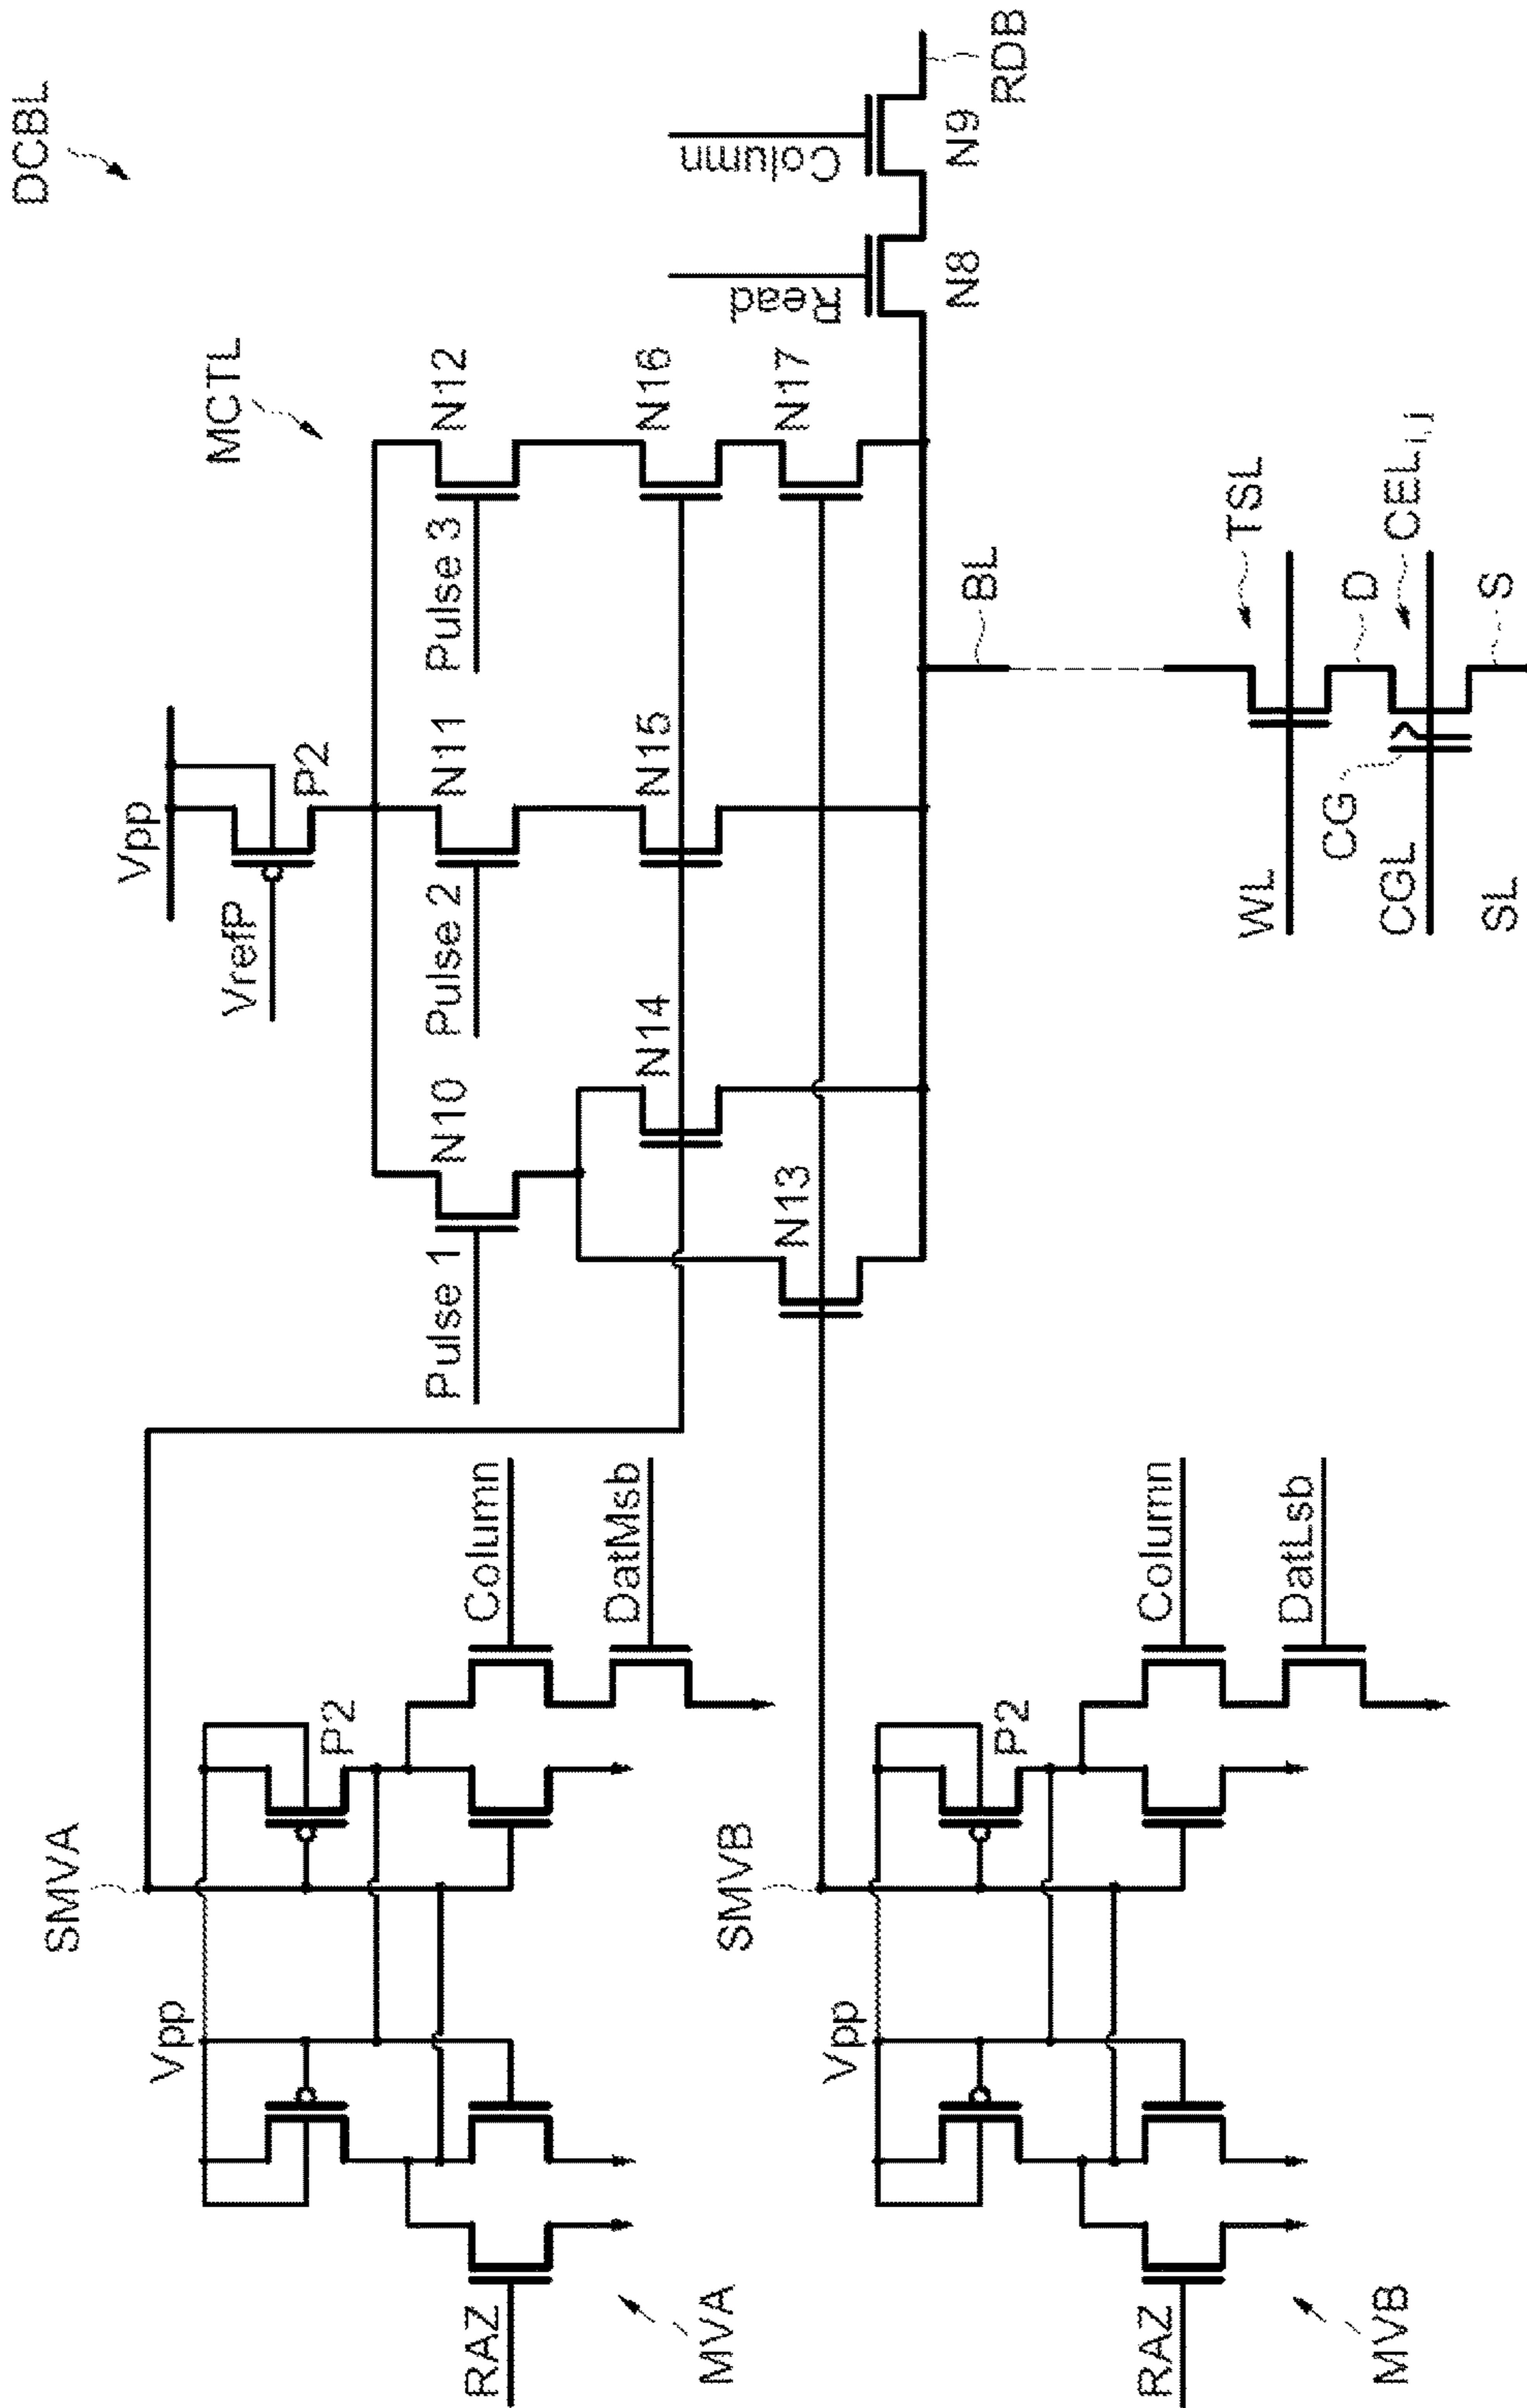 DCBL
MCTL
Vpp
VrefP
P2
Pulse 1
N10
Pulse 2
N11
Pulse 3
N12
N14
N15
N16
N13
N17
Read
Column
N8
N9
RDB
BL
TSL
WL
D
CG
CGL
CELi,j
SL
S
SMVA
Vpp
P2
Column
DatMsb
RAZ
MVA
SMVB
Vpp
P2
Column
DatLsb
RAZ
MVB